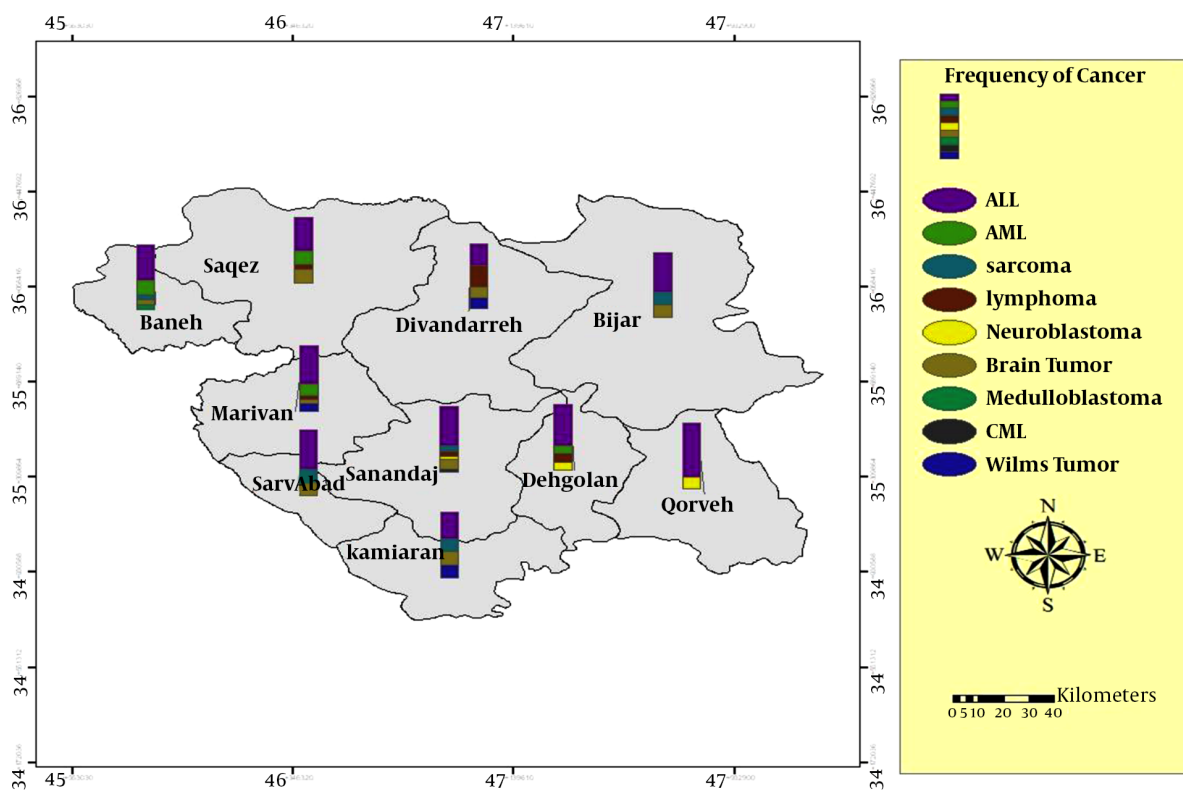 45 46 47 47
36
36
35
35
34
34
34
36
36
35
35
34
34
34
Saqez
Baneh
Divandarreh
Bijar
Marivan
SarvAbad
Sanandaj
Dehgolan
Qorveh
kamiaran
45 46 47 47
Frequency of Cancer
ALL
AML
sarcoma
lymphoma
Neuroblastoma
Brain Tumor
Medulloblastoma
CML
Wilms Tumor
N
W E
S
Kilometers
0 5 10 20 30 40